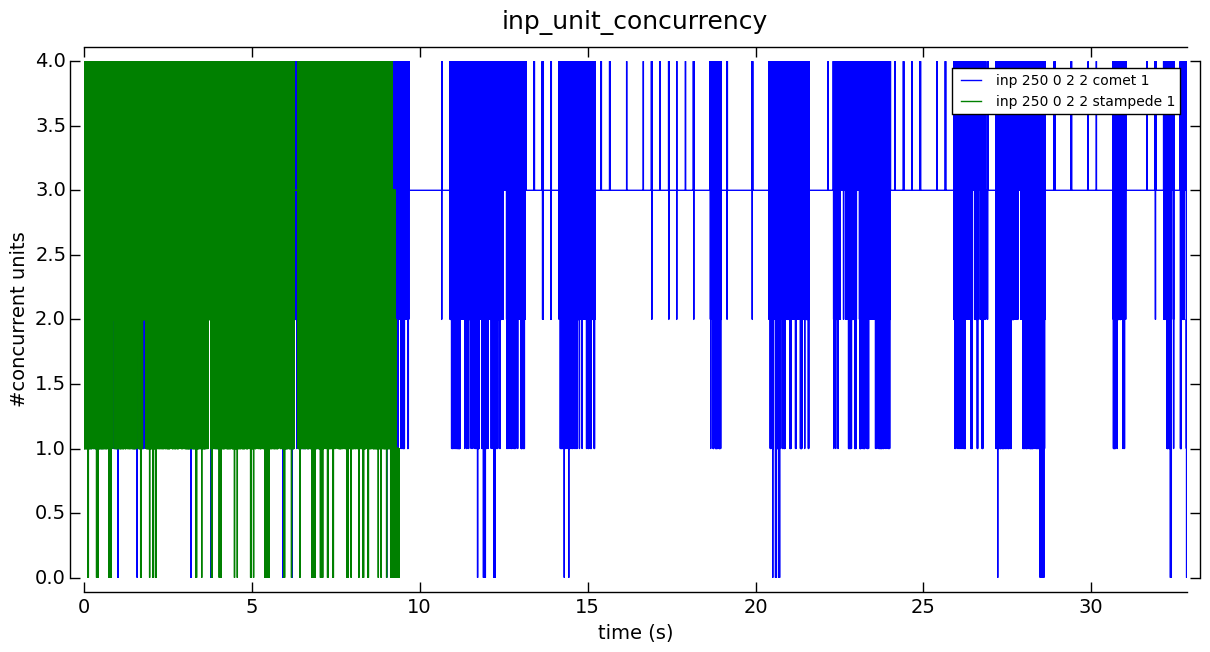 inp_unit_concurrency
4.0
3.5
3.0
2.5
2.0
1.5
1.0
0.5
0.0
#concurrent units
inp 250 0 2 2 comet 1
inp 250 0 2 2 stampede 1
0 5 10 15 20 25 30
time (s)